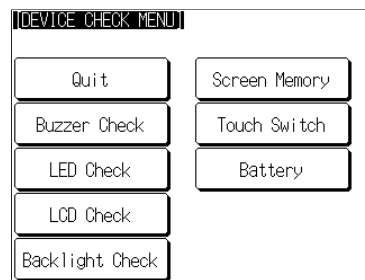 [DEVICE CHECK MENU]
Quit
Screen Memory
Buzzer Check
Touch Switch
LED Check
Battery
LCD Check
Backlight Check